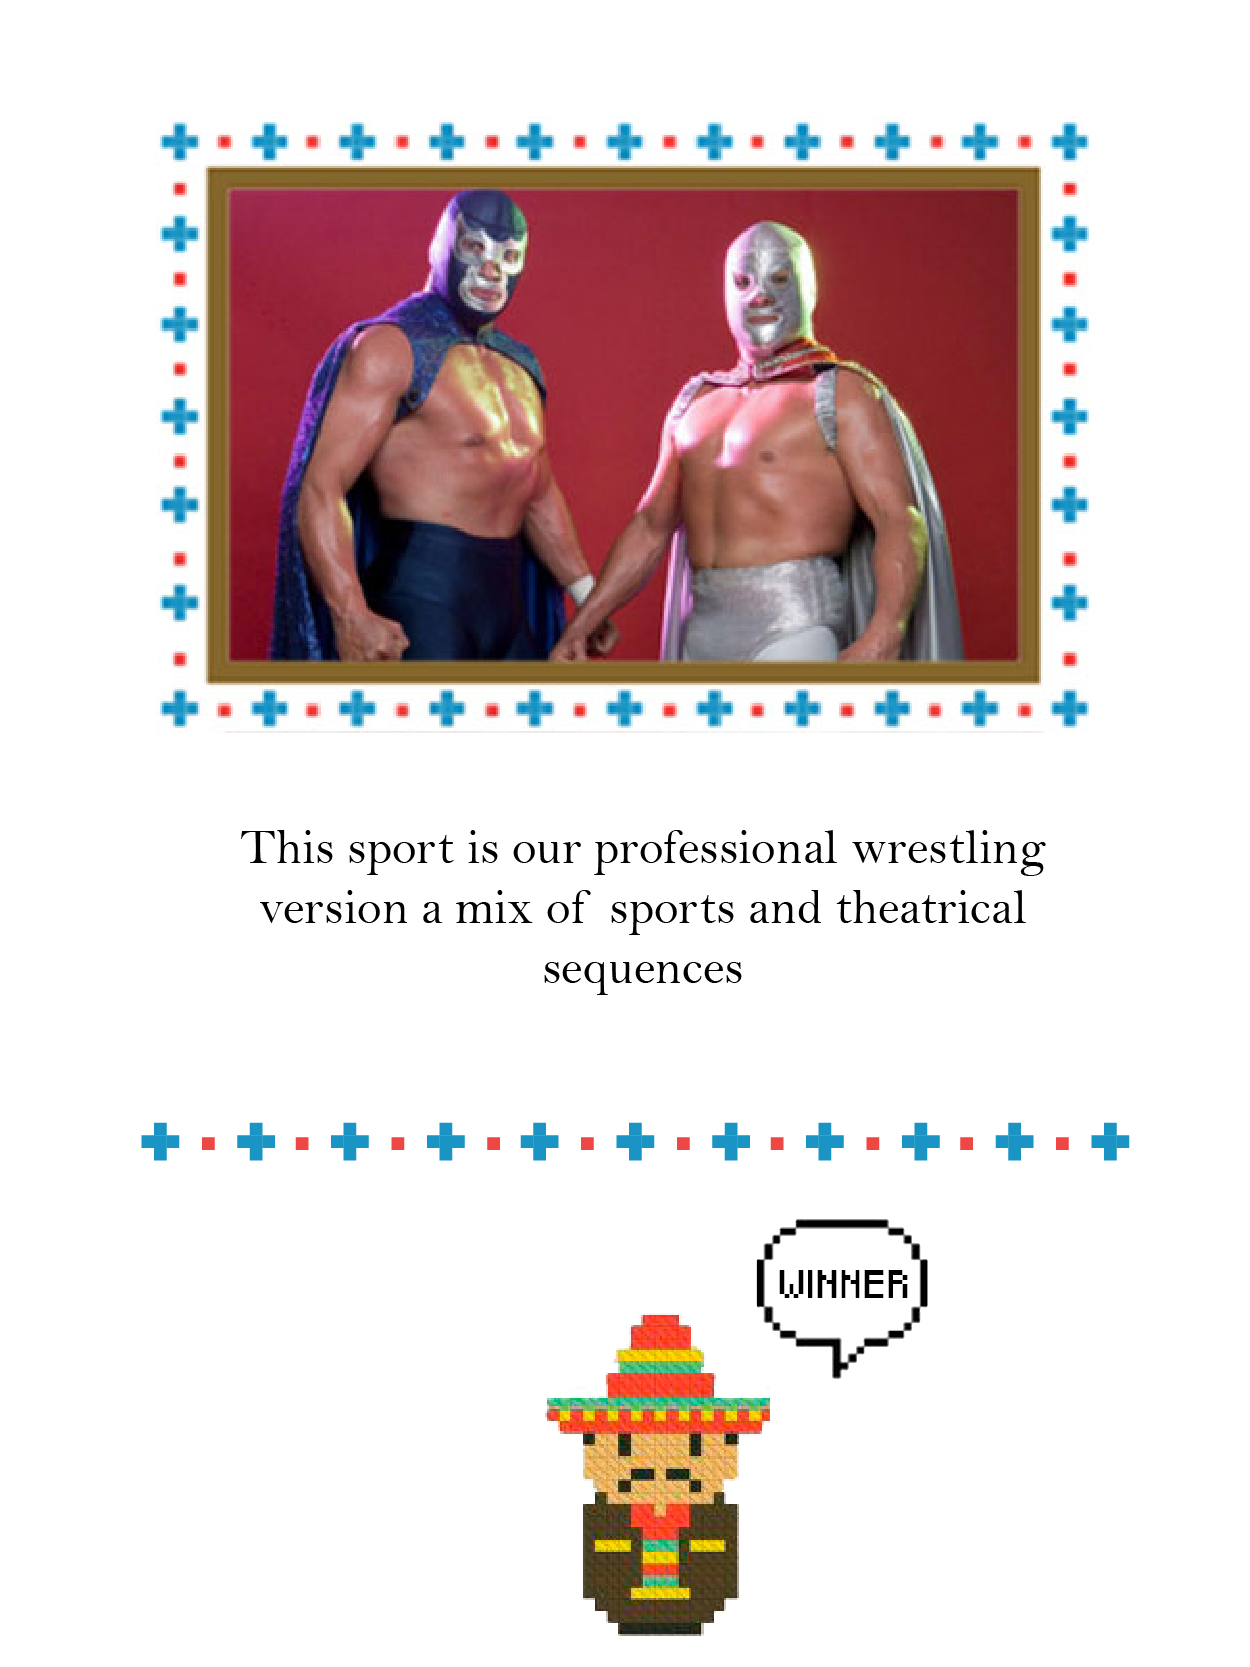 This sport is our professional wrestling
version a mix of sports and theatrical
sequences
WINNER